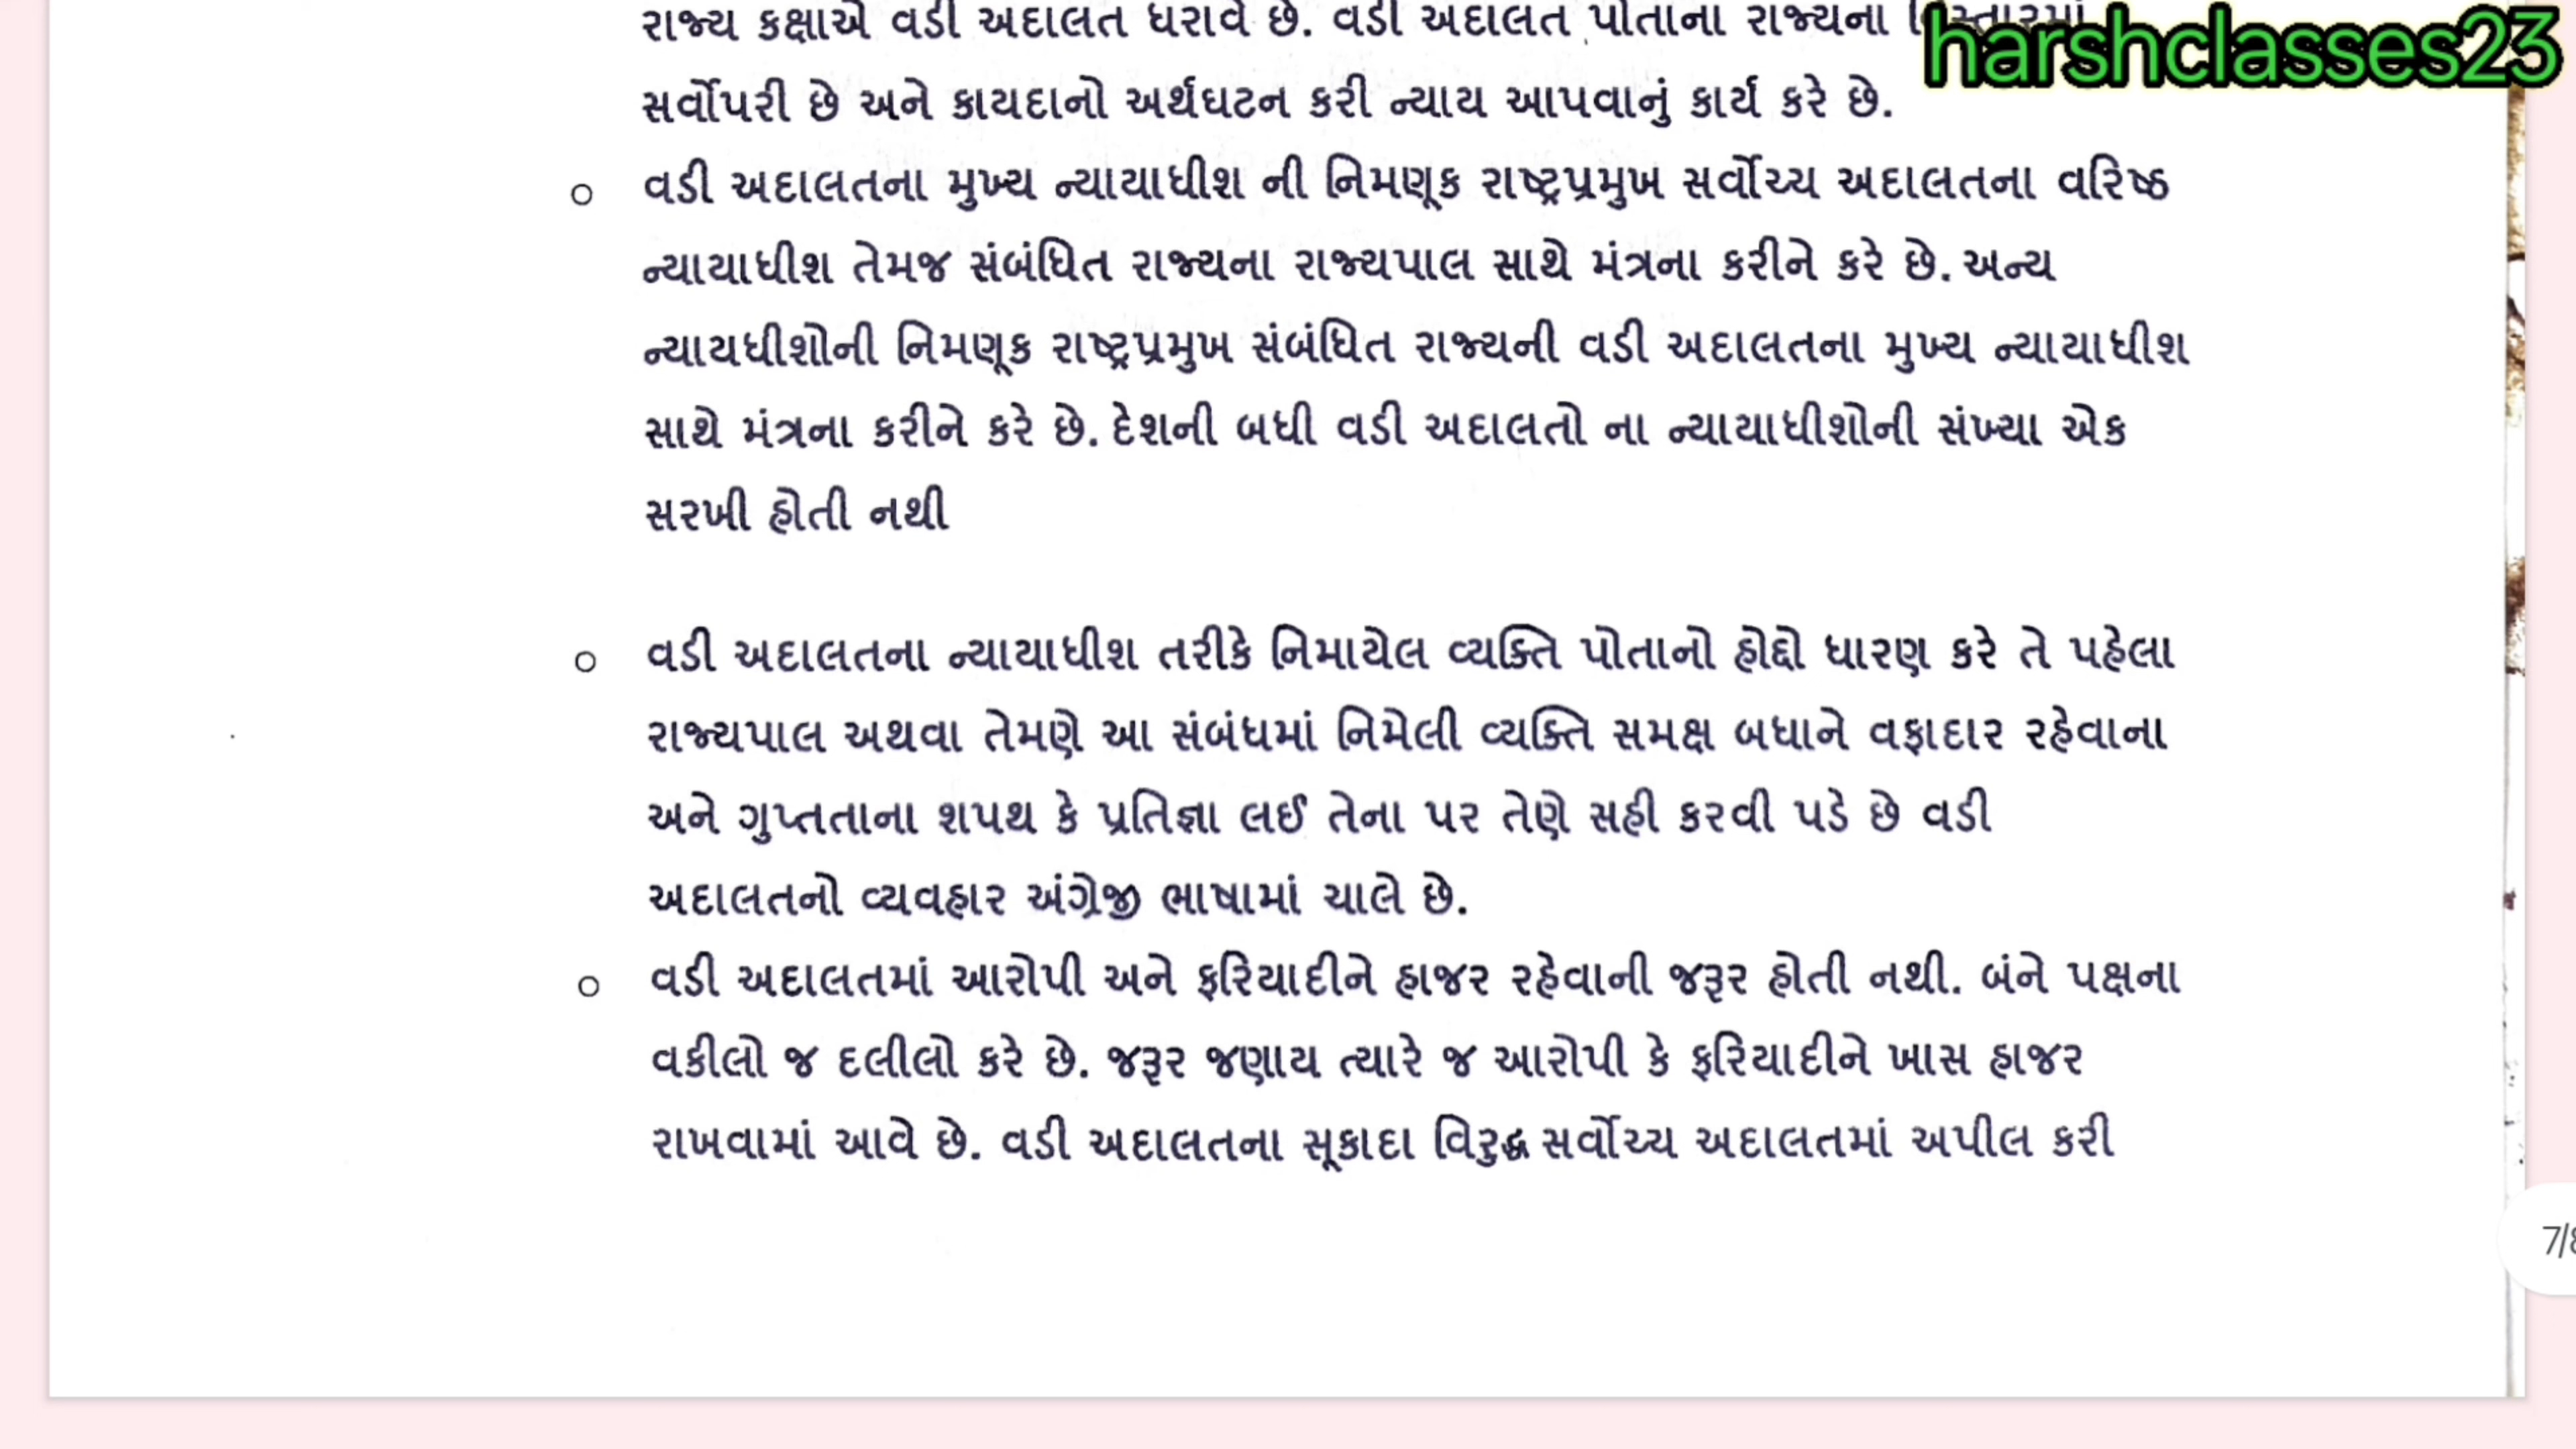 રાજ્ય કક્ષાએ વડી અદાલત ધરાવે છે. વડી અદાલત પોતાના રાજ્યના
harshclasses23
સર્વોપરી છે અને કાયદાનો અર્થઘટન કરી ન્યાય આપવાનું કાર્ય કરે છે.
o વડી અદાલતના મુખ્ય ન્યાયાધીશ ની નિમણૂક રાષ્ટ્રપ્રમુખ સર્વોચ્ચ અદાલતના વરિષ્ઠ
ન્યાયાધીશ તેમજ સંબંધિત રાજ્યના રાજ્યપાલ સાથે મંત્રના કરીને કરે છે. અન્ય
ન્યાયધીશોની નિમણૂક રાષ્ટ્રપ્રમુખ સંબંધિત રાજ્યની વડી અદાલતના મુખ્ય ન્યાયાધીશ
સાથે મંત્રના કરીને કરે છે. દેશની બધી વડી અદાલતો ના ન્યાયાધીશોની સંખ્યા એક
સરખી હોતી નથી
o વડી અદાલતના ન્યાયાધીશ તરીકે નિમાયેલ વ્યક્તિ પોતાનો હોદ્દો ધારણ કરે તે પહેલા
રાજ્યપાલ અથવા તેમણે આ સંબંધમાં નિમેલી વ્યક્તિ સમક્ષ બધાને વફાદાર રહેવાના
અને ગુપ્તતાના શપથ કે પ્રતિજ્ઞા લઈ તેના પર તેણે સહી કરવી પડે છે વડી
અદાલતનો વ્યવહાર અંગ્રેજી ભાષામાં ચાલે છે.
o વડી અદાલતમાં આરોપી અને ફરિયાદીને હાજર રહેવાની જરૂર હોતી નથી. બંને પક્ષના
વકીલો જ દલીલો કરે છે. જરૂર જણાય ત્યારે જ આરોપી કે ફરિયાદીને ખાસ હાજર
રાખવામાં આવે છે. વડી અદાલતના સૂકાદા વિરુદ્ધ સર્વોચ્ચ અદાલતમાં અપીલ કરી